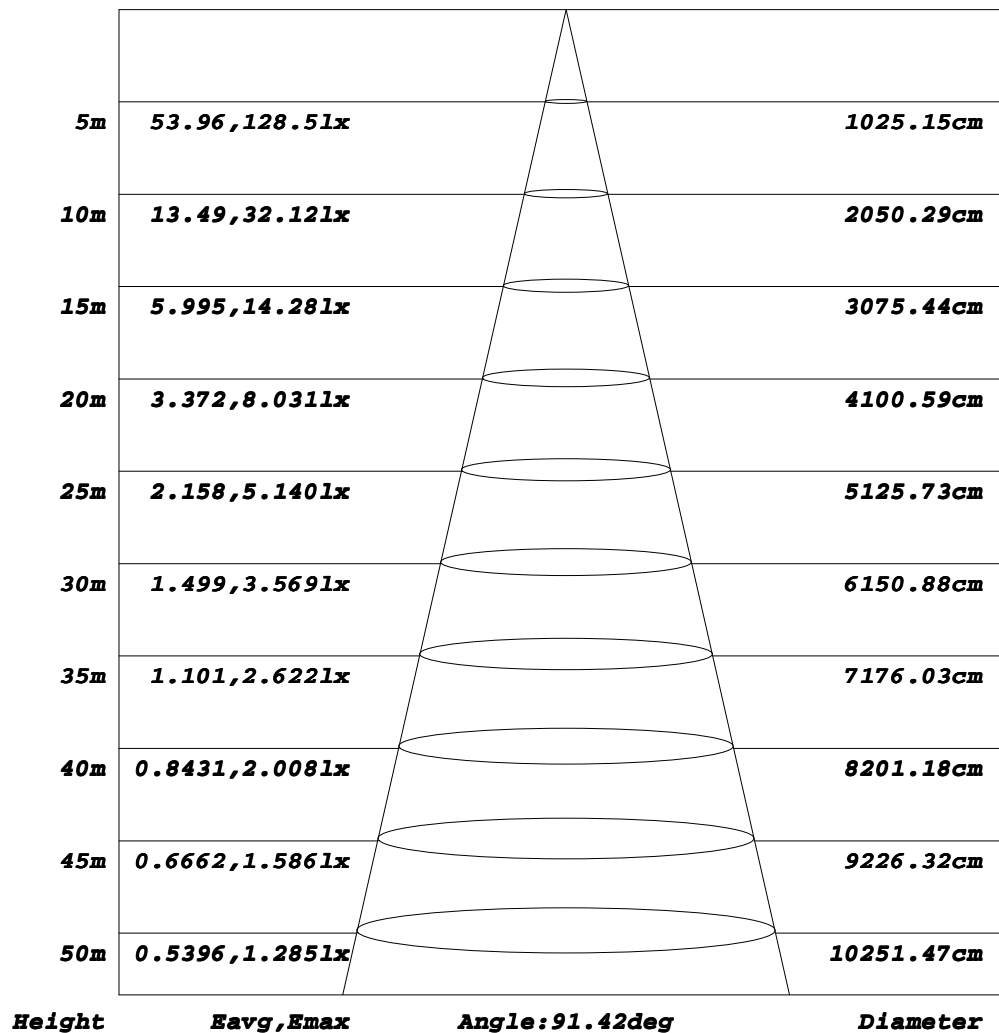 5m 53.96,128.5lx 1025.15cm
10m 13.49,32.12lx 2050.29cm
15m 5.995,14.28lx 3075.44cm
20m 3.372,8.031lx 4100.59cm
25m 2.158,5.140lx 5125.73cm
30m 1.499,3.569lx 6150.88cm
35m 1.101,2.622lx 7176.03cm
40m 0.8431,2.008lx 8201.18cm
45m 0.6662,1.586lx 9226.32cm
50m 0.5396,1.285lx 10251.47cm
Height Eavg,Emax Angle:91.42deg Diameter